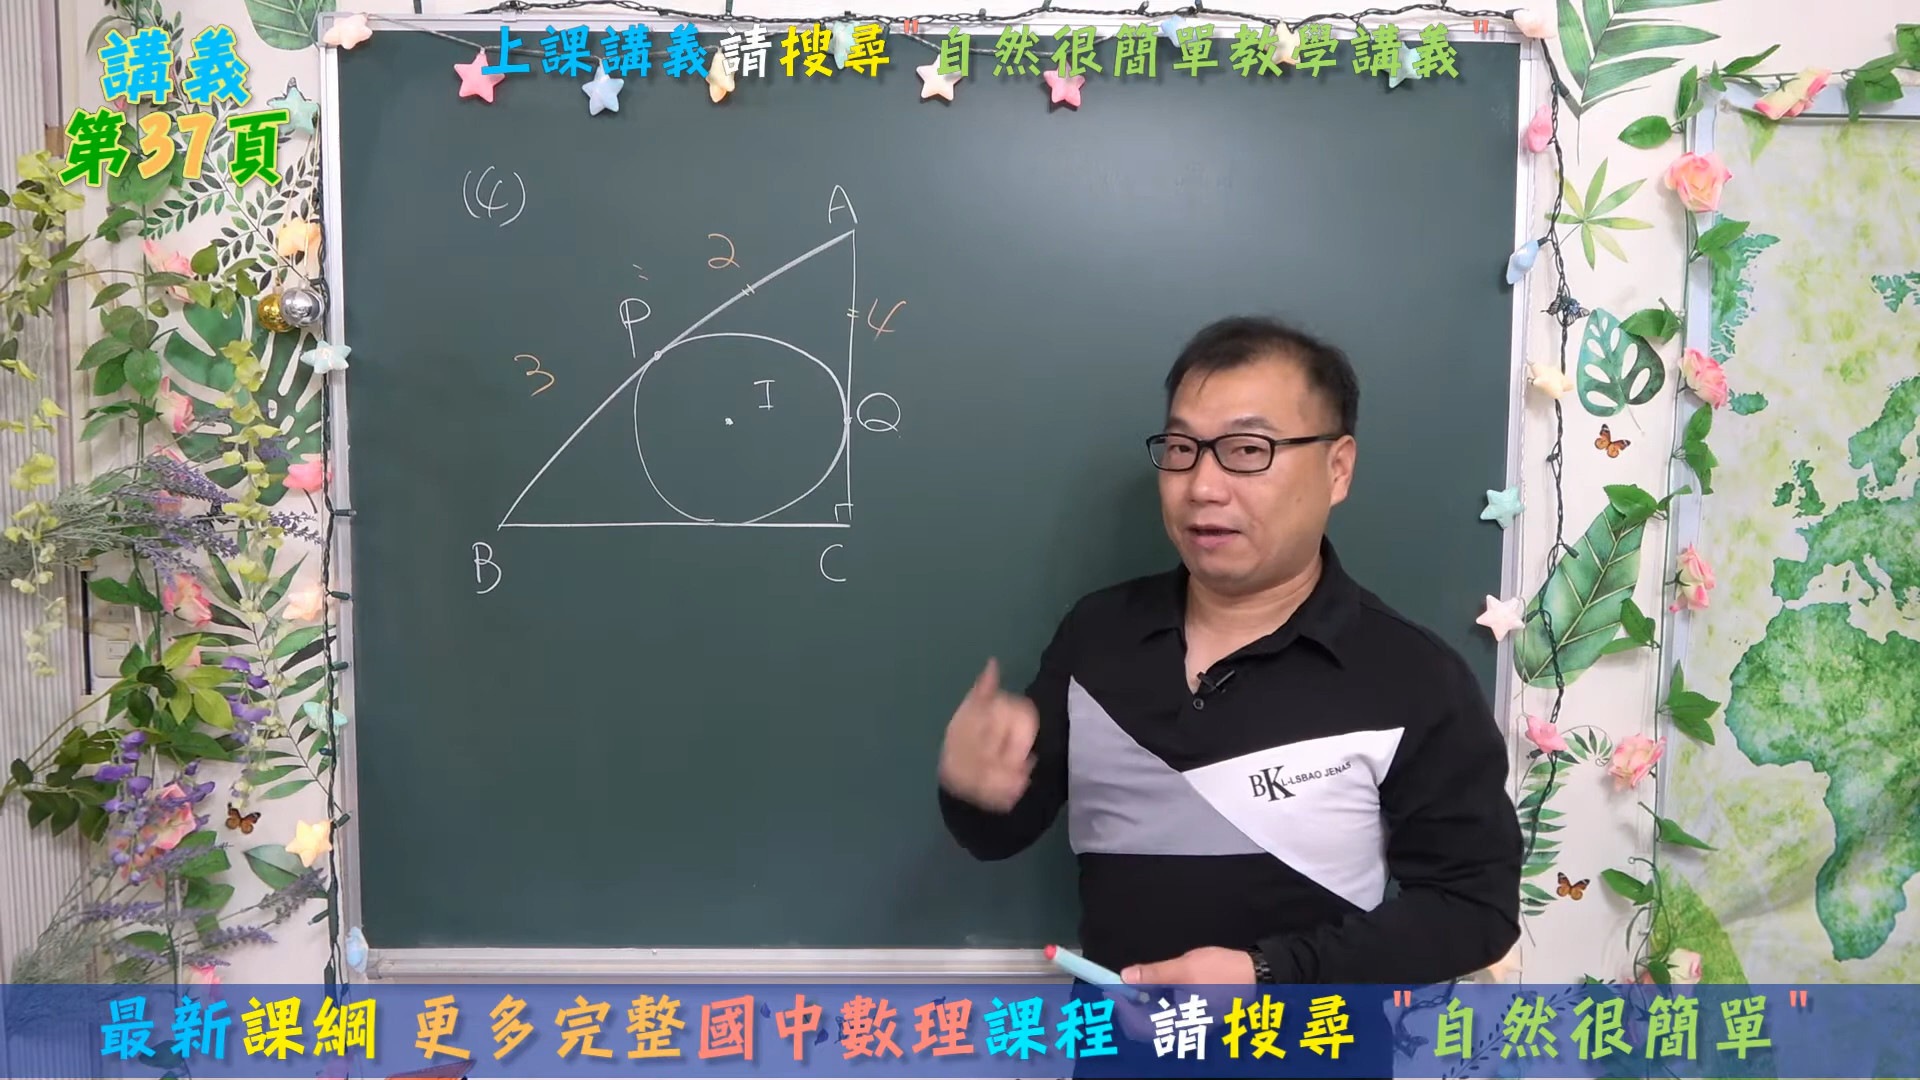 講義
第37頁
上課講義請搜尋"自然很簡單教學講義"
(4)
A
2
P
4
3
I
Q
B
C
BK L-LSBAO JENAS
最新課綱 更多完整國中數理課程 請搜尋"自然很簡單"